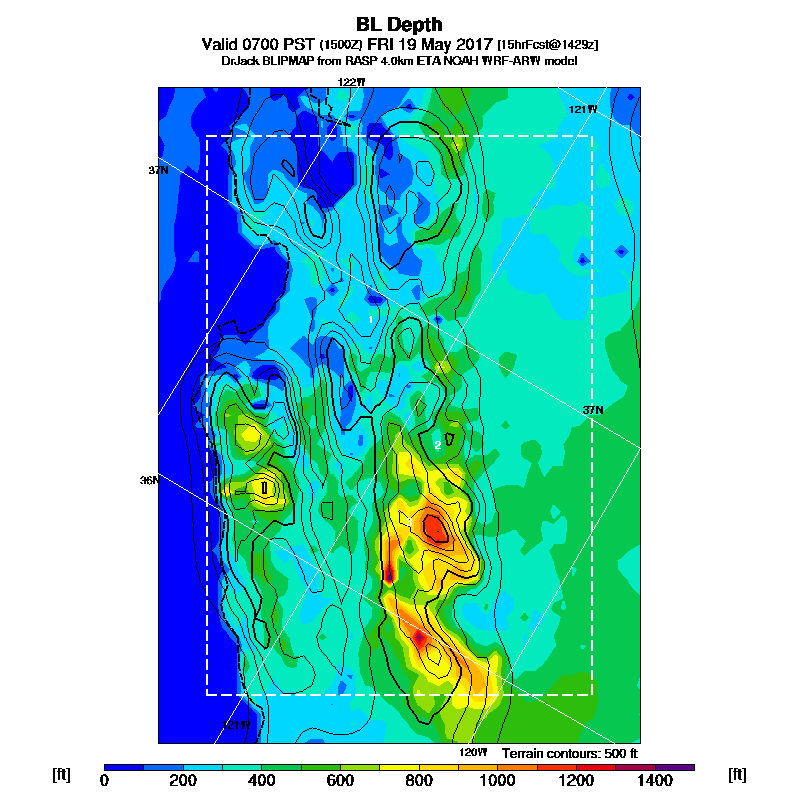 BL Depth
Valid 0700 PST (1500Z) FRI 19 May 2017 [15hrFcst@1429z]
DrJack BLIPMAP from RASP 4.0km ETA NOAH WRF-ARW model
122W
121W
37N
1
37N
2
36N
121W
120W
Terrain contours: 500 ft
[ft] 0 200 400 600 800 1000 1200 1400 [ft]